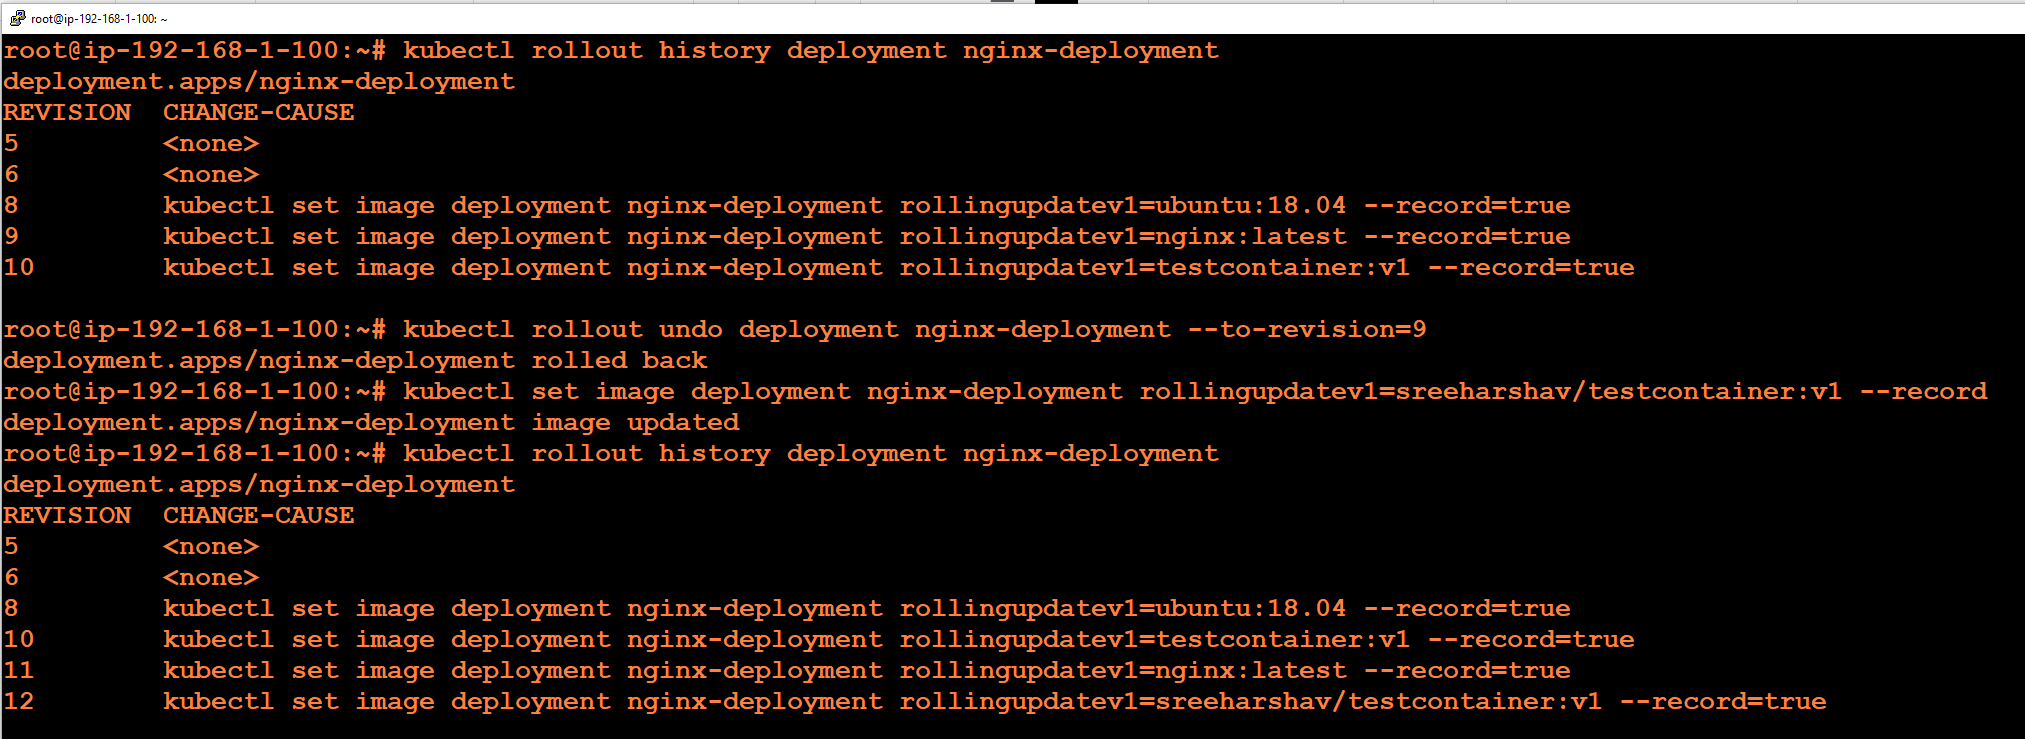 root@ip-192-168-1-100: ~
root@ip-192-168-1-100:~# kubectl rollout history deployment nginx-deployment
deployment.apps/nginx-deployment
REVISION  CHANGE-CAUSE
5         <none>
6         <none>
8         kubectl set image deployment nginx-deployment rollingupdatev1=ubuntu:18.04 --record=true
9         kubectl set image deployment nginx-deployment rollingupdatev1=nginx:latest --record=true
10        kubectl set image deployment nginx-deployment rollingupdatev1=testcontainer:v1 --record=true
root@ip-192-168-1-100:~# kubectl rollout undo deployment nginx-deployment --to-revision=9
deployment.apps/nginx-deployment rolled back
root@ip-192-168-1-100:~# kubectl set image deployment nginx-deployment rollingupdatev1=sreeharshav/testcontainer:v1 --record
deployment.apps/nginx-deployment image updated
root@ip-192-168-1-100:~# kubectl rollout history deployment nginx-deployment
deployment.apps/nginx-deployment
REVISION  CHANGE-CAUSE
5         <none>
6         <none>
8         kubectl set image deployment nginx-deployment rollingupdatev1=ubuntu:18.04 --record=true
10        kubectl set image deployment nginx-deployment rollingupdatev1=testcontainer:v1 --record=true
11        kubectl set image deployment nginx-deployment rollingupdatev1=nginx:latest --record=true
12        kubectl set image deployment nginx-deployment rollingupdatev1=sreeharshav/testcontainer:v1 --record=true